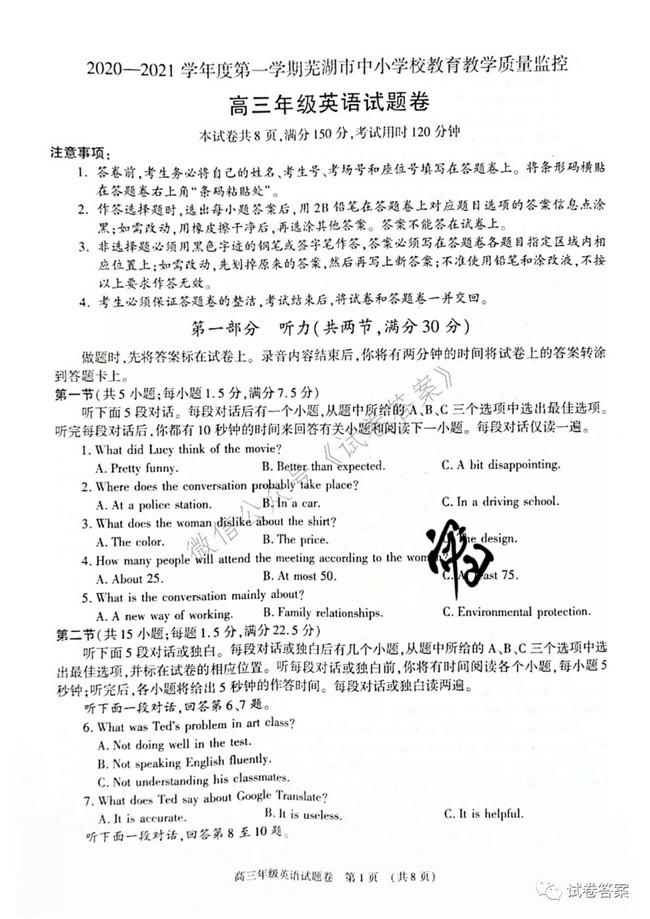 2020—2021 学年度第一学期芜湖市中小学校教育教学质量监控
高三年级英语试题卷
本试卷共 8 页,满分 150 分,考试用时 120 分钟
注意事项:
1. 答卷前,考生务必将自己的姓名、考生号、考场号和座位号填写在答题卷上。将条形码横贴
在答题卷右上角“条码粘贴处”。
2. 作答选择题时,选出每小题答案后,用 2B 铅笔在答题卷上对应题目选项的答案信息点涂
黑;如需改动,用橡皮擦干净后,再选涂其他答案。答案不能答在试卷上。
3. 非选择题必须用黑色字迹的钢笔或签字笔作答,答案必须写在答题卷各题目指定区域内相
应位置上;如需改动,先划掉原来的答案,然后再写上新答案;不准使用铅笔和涂改液,不按
以上要求作答无效。
4. 考生必须保证答题卷的整洁,考试结束后,将试卷和答题卷一并交回。
第一部分 听力(共两节,满分 30 分)
做题时,先将答案标在试卷上。录音内容结束后,你将有两分钟的时间将试卷上的答案转涂
到答题卡上。
第一节(共 5 小题;每小题 1.5 分,满分 7.5 分)
听下面 5 段对话。每段对话后有一个小题,从题中所给的 A、B、C 三个选项中选出最佳选项。
听完每段对话后,你都有 10 秒钟的时间来回答有关小题和阅读下一小题。每段对话仅读一遍。
1. What did Lucy think of the movie?
A. Pretty funny. B. Better than expected. C. A bit disappointing.
2. Where does the conversation probably take place?
A. At a police station. B. In a car. C. In a driving school.
3. What does the woman dislike about the shirt?
A. The color. B. The price. C. The design.
4. How many people will attend the meeting according to the woman?
A. About 25. B. At most 50. C. At least 75.
5. What is the conversation mainly about?
A. A new way of working. B. Family relationships. C. Environmental protection.
第二节(共 15 小题;每题 1.5 分,满分 22.5 分)
听下面 5 段对话或独白。每段对话或独白后有几个小题,从题中所给的 A、B、C 三个选项中选
出最佳选项,并标在试卷的相应位置。听每段对话或独白前,你将有时间阅读各个小题,每小题 5
秒钟;听完后,各小题将给出 5 秒钟的作答时间。每段对话或独白读两遍。
听下面一段对话,回答第 6、7 题。
6. What was Ted's problem in art class?
A. Not doing well in the test.
B. Not speaking English fluently.
C. Not understanding his classmates.
7. What does Ted say about Google Translate?
A. It is accurate. B. It is useless. C. It is helpful.
听下面一段对话,回答第 8 至 10 题。
高三年级英语试题卷 第 1 页 (共 8 页)
微信公众号《试卷答案》
试卷答案